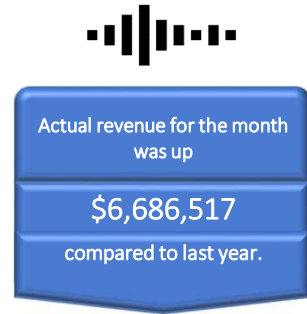 Actual revenue for the month
was up
$6,686,517
compared to last year.